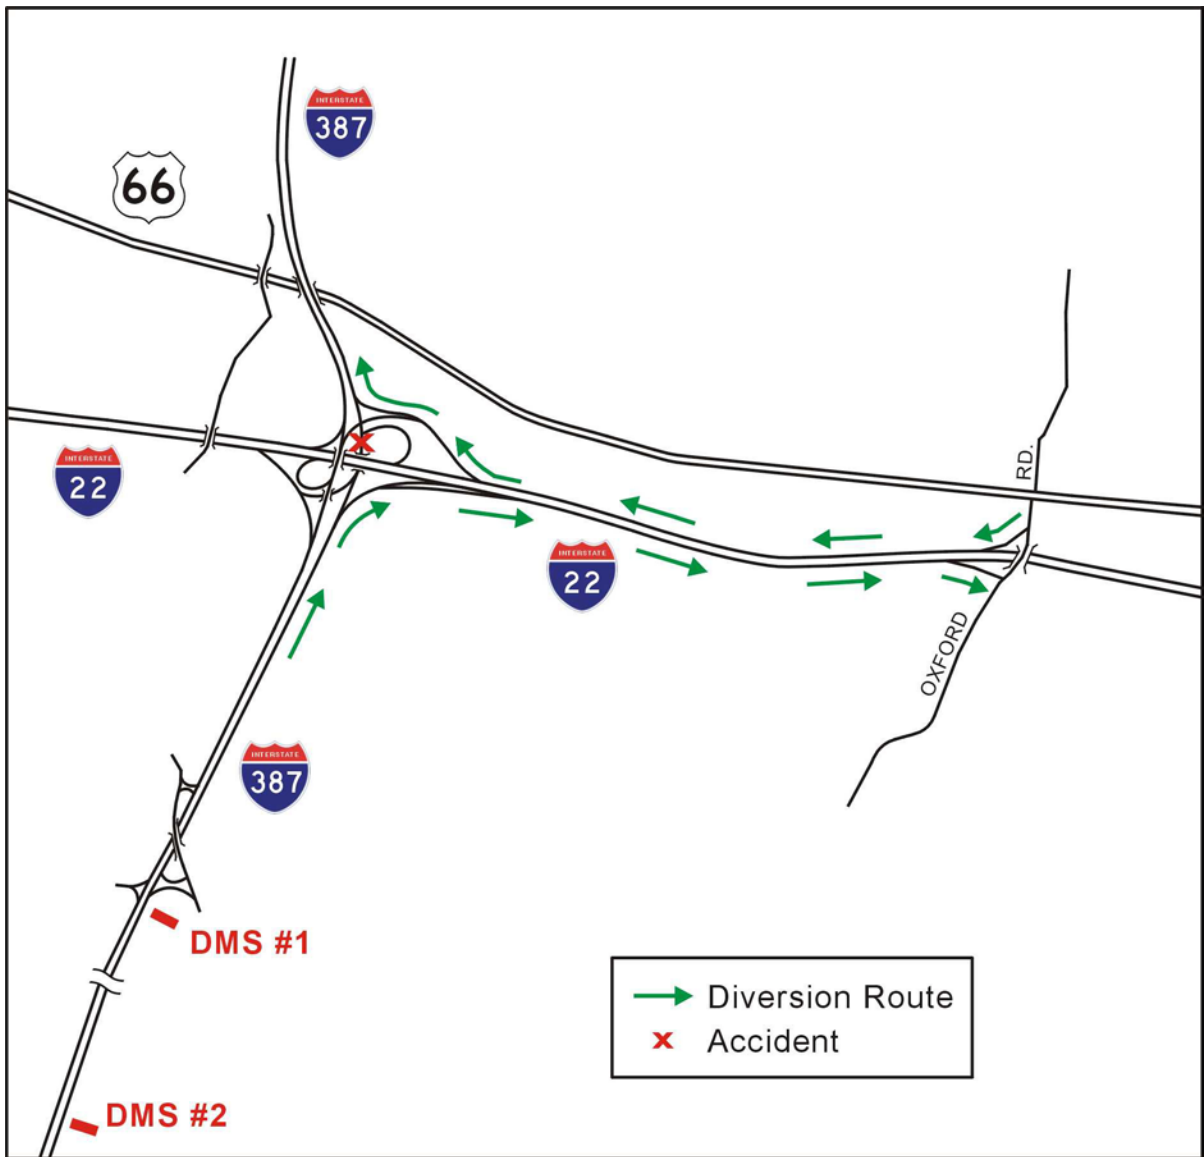 INTERSTATE
387
66
INTERSTATE
22
RD.
INTERSTATE
22
OXFORD
INTERSTATE
387
DMS #1
DMS #2
Diversion Route
X Accident